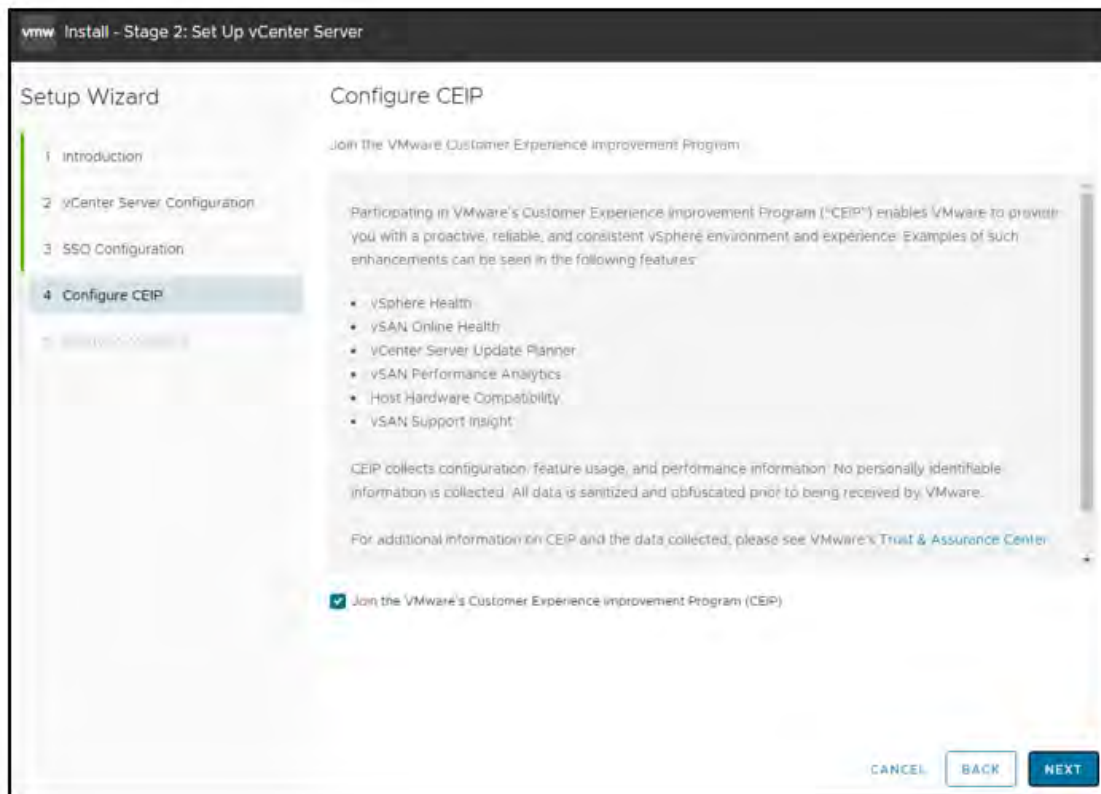 vmw Install - Stage 2: Set Up vCenter Server
Setup Wizard
1 Introduction
2 vCenter Server Configuration
3 SSO Configuration
4 Configure CEIP
Configure CEIP
Join the VMware Customer Experience Improvement Program
Participating in VMware's Customer Experience Improvement Program ("CEIP") enables VMware to provide
you with a proactive, reliable, and consistent vSphere environment and experience. Examples of such
enhancements can be seen in the following features:
• vSphere Health
• vSAN Online Health
• vCenter Server Update Planner
• vSAN Performance Analytics
• Host Hardware Compatibility
• vSAN Support Insight
CEIP collects configuration, feature usage, and performance information. No personally identifiable
information is collected. All data is sanitized and obfuscated prior to being received by VMware.
For additional information on CEIP and the data collected, please see VMware's Trust & Assurance Center
Join the VMware's Customer Experience Improvement Program (CEIP)
CANCEL BACK NEXT